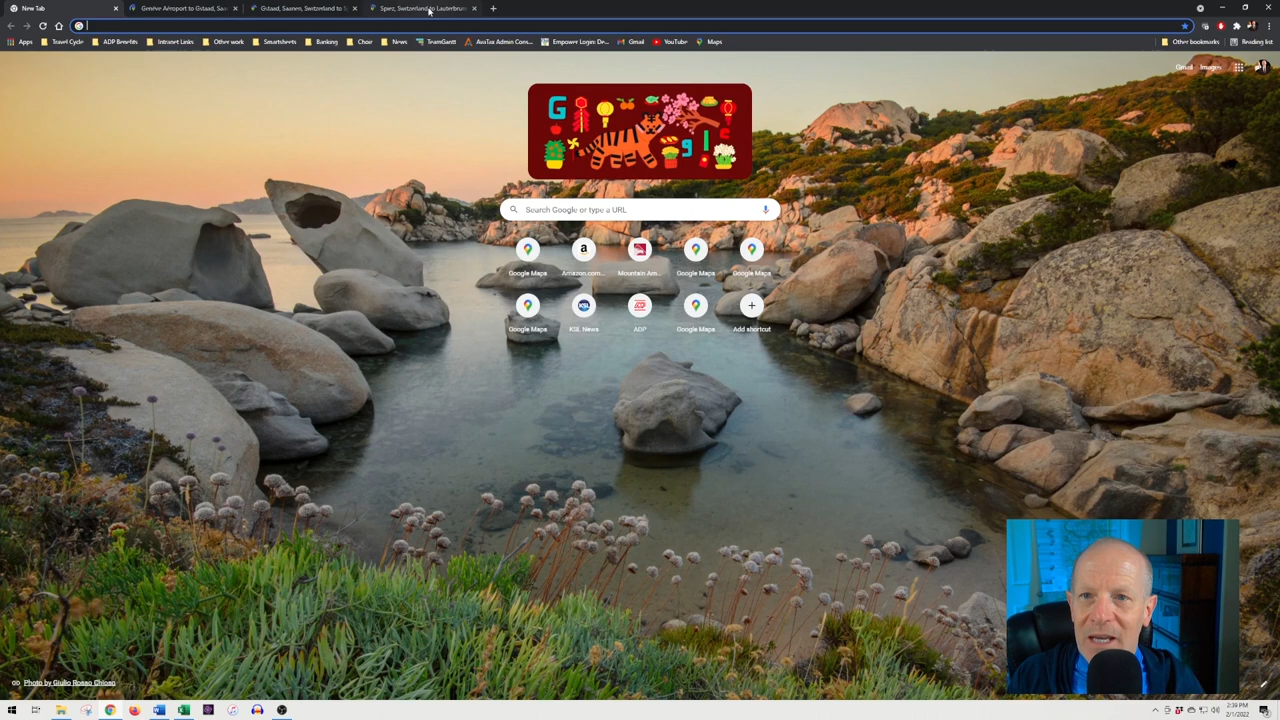 New Tab
Genève Aéroport to Gstaad, Saa
Gstaad, Saanen, Switzerland to S
Spiez, Switzerland to Lauterbrun
Apps
Travel Cycle
ADP Benefits
Intranet Links
Other work
Smartsheets
Banking
Choir
News
TeamGantt
AvaTax Admin Cons...
Empower Login: De...
Gmail
YouTube
Maps
Other bookmarks
Reading list
Gmail
Images
G g l e
Search Google or type a URL
Google Maps
Amazon.com...
Mountain Am...
Google Maps
Google Maps
Google Maps
KSL News
ADP
Google Maps
Add shortcut
Photo by Giulio Rosso Chioso
2:39 PM
2/1/2022